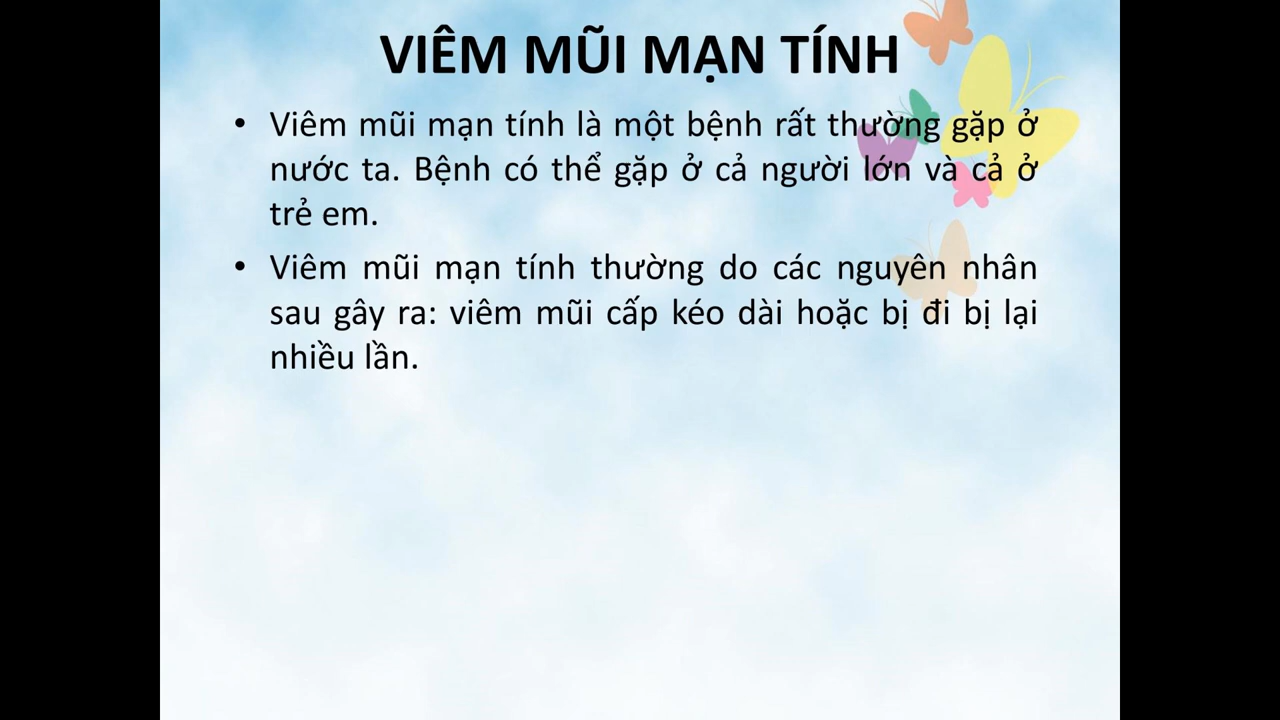 VIÊM MŨI MẠN TÍNH
• Viêm mũi mạn tính là một bệnh rất thường gặp ở
nước ta. Bệnh có thể gặp ở cả người lớn và cả ở
trẻ em.
• Viêm mũi mạn tính thường do các nguyên nhân
sau gây ra: viêm mũi cấp kéo dài hoặc bị đi bị lại
nhiều lần.